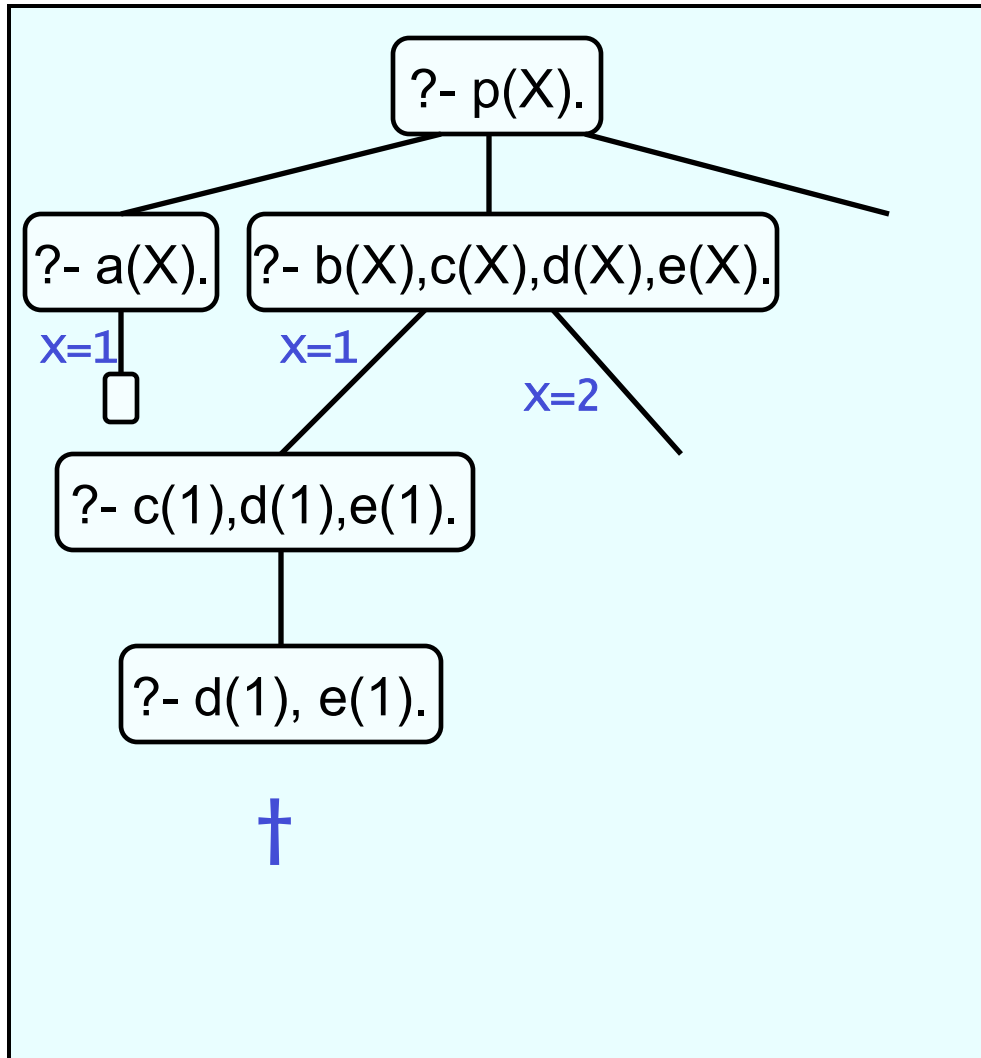 ?- p(X).
?- a(X).
?- b(X),c(X),d(X),e(X).
X=1
X=1
X=2
?- c(1),d(1),e(1).
?- d(1), e(1).
†